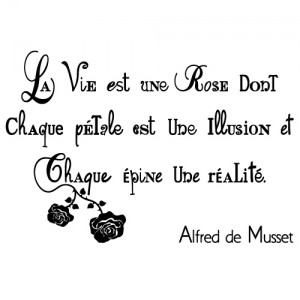 La Vie est une Rose Dont
Chaque pétale est Une Illusion et
Chaque épine Une réalité.
Alfred de Musset